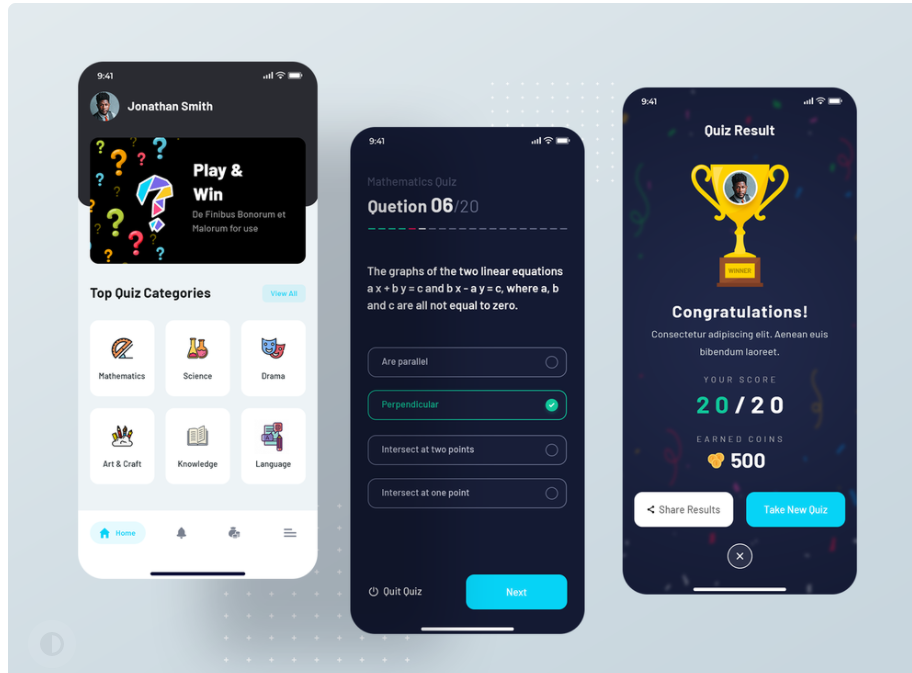 9:41
Jonathan Smith
Play &
Win
De Finibus Bonorum et
Malorum for use
Top Quiz Categories
View All
Mathematics
Science
Drama
Art & Craft
Knowledge
Language
Home
9:41
Mathematics Quiz
Quetion 06/20
The graphs of the two linear equations
a x + b y = c and b x - a y = c, where a, b
and c are all not equal to zero.
Are parallel
Perpendicular
Intersect at two points
Intersect at one point
Quit Quiz
Next
9:41
Quiz Result
WINNER
Congratulations!
Consectetur adipiscing elit. Aenean euis
bibendum laoreet.
YOUR SCORE
20/20
EARNED COINS
500
Share Results
Take New Quiz